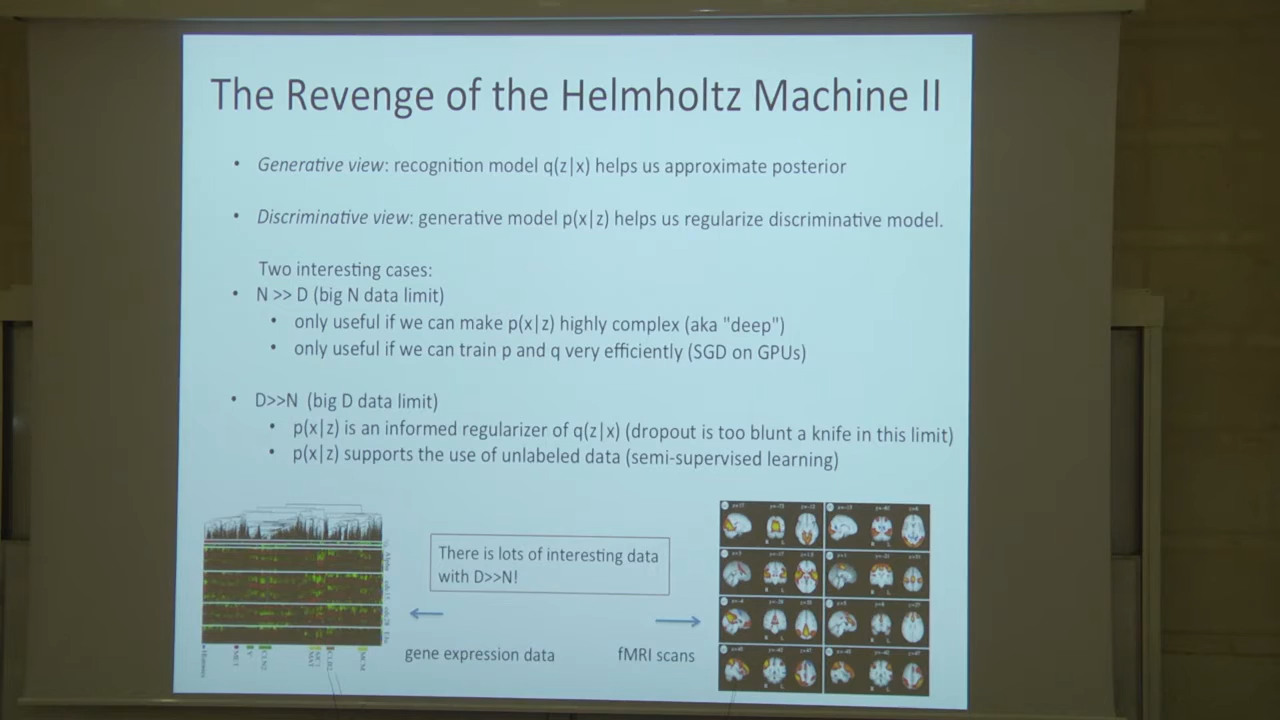 The Revenge of the Helmholtz Machine II
• Generative view: recognition model q(z|x) helps us approximate posterior
• Discriminative view: generative model p(x|z) helps us regularize discriminative model.
Two interesting cases:
• N >> D (big N data limit)
• only useful if we can make p(x|z) highly complex (aka "deep")
• only useful if we can train p and q very efficiently (SGD on GPUs)
• D>>N (big D data limit)
• p(x|z) is an informed regularizer of q(z|x) (dropout is too blunt a knife in this limit)
• p(x|z) supports the use of unlabeled data (semi-supervised learning)
There is lots of interesting data
with D>>N!
gene expression data
fMRI scans